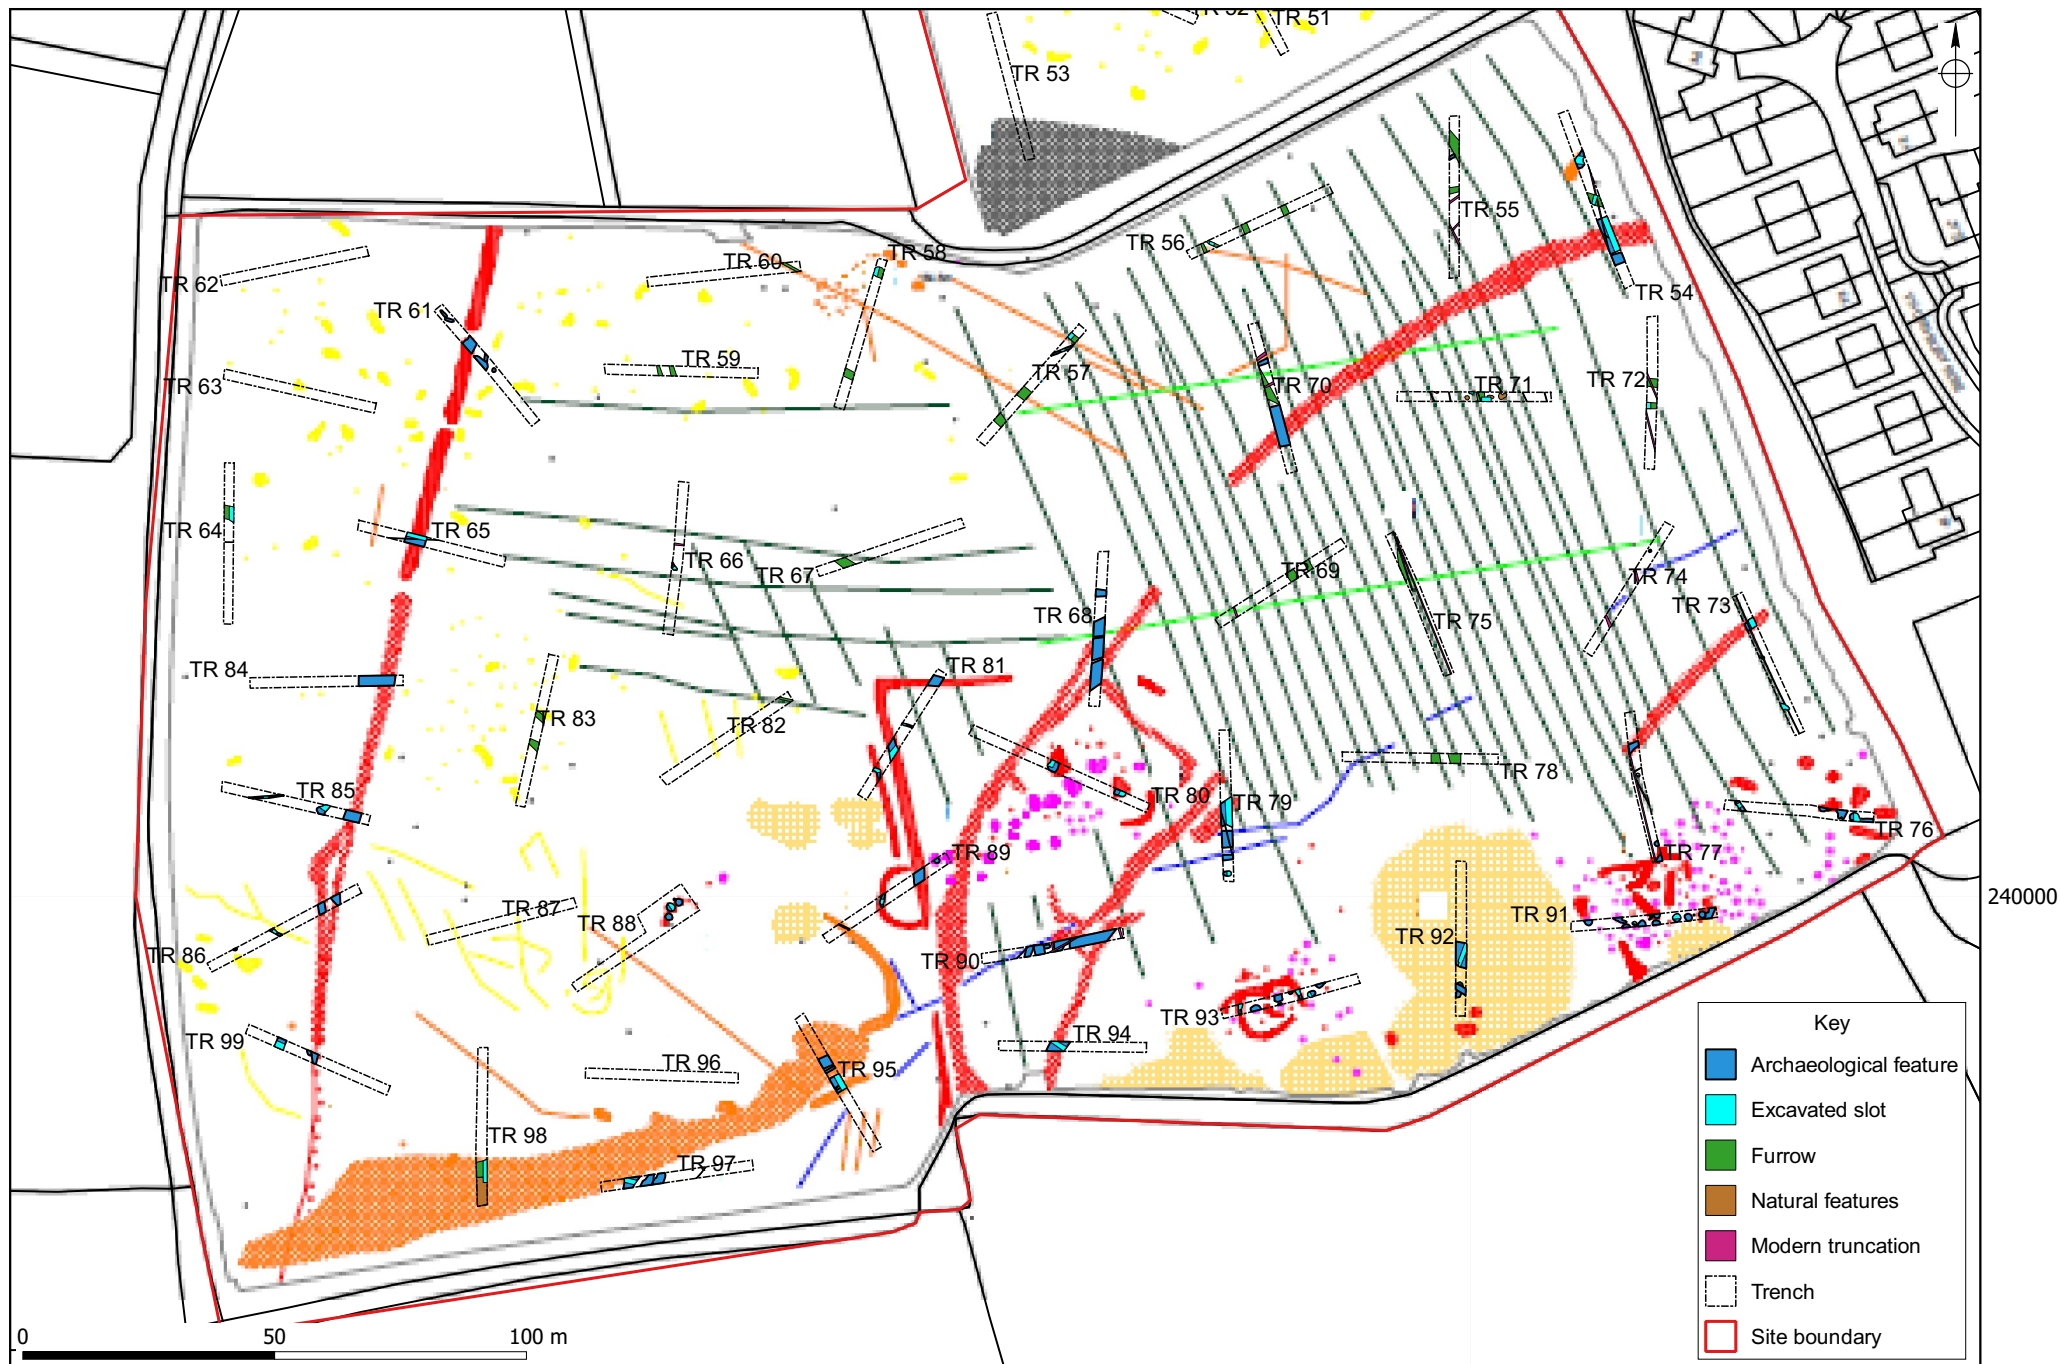 TR 52
TR 51
TR 53
TR 55
TR 56
TR 58
TR 60
TR 62
TR 54
TR 61
TR 59
TR 57
TR 70
TR 71
TR 72
TR 63
TR 64
TR 65
TR 66
TR 67
TR 69
TR 74
TR 73
TR 68
TR 75
TR 84
TR 81
TR 83
TR 82
TR 78
TR 85
TR 80
TR 79
TR 76
TR 89
TR 77
TR 87
TR 88
TR 91
240000
TR 86
TR 90
TR 92
TR 93
TR 99
TR 94
TR 96
TR 95
TR 98
TR 97
Key
Archaeological feature
Excavated slot
Furrow
Natural features
Modern truncation
Trench
Site boundary
0 50 100 m